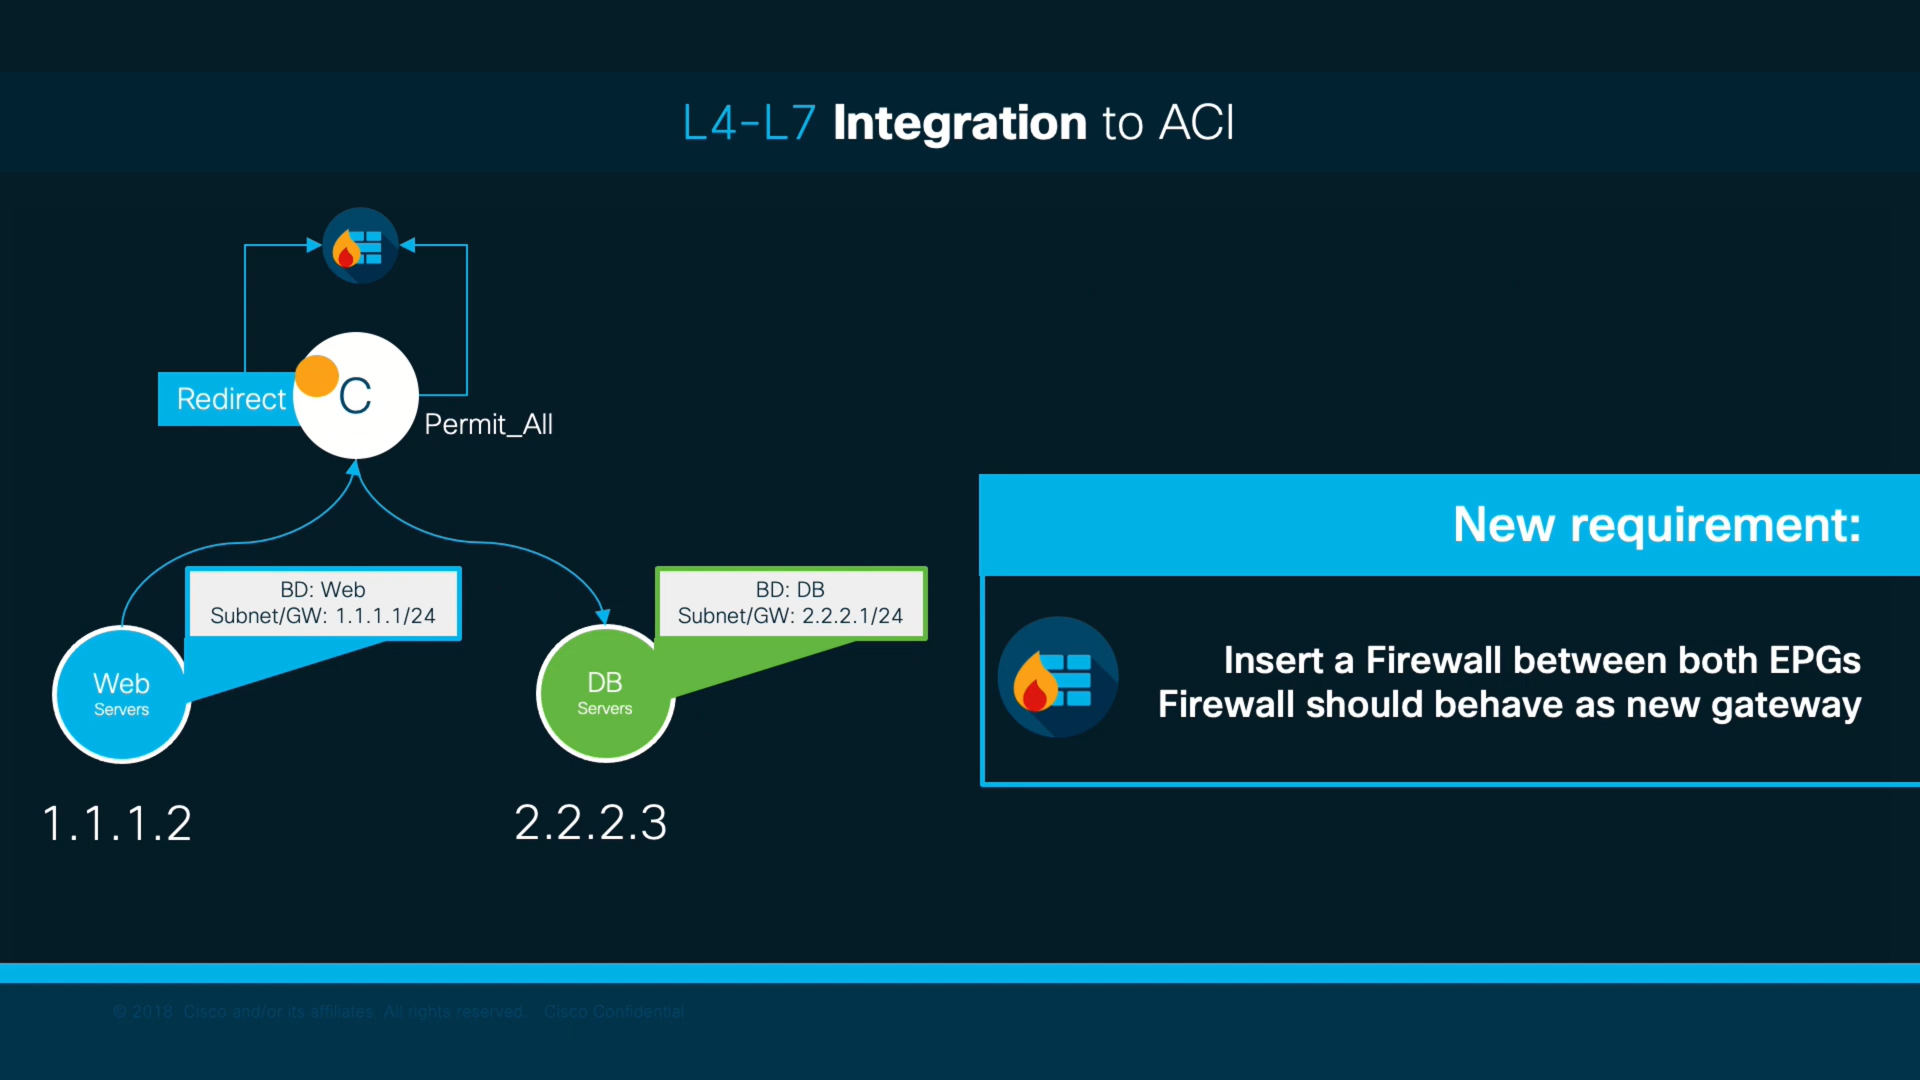 L4-L7 Integration to ACI
Redirect
C
Permit_All
New requirement:
BD: Web
Subnet/GW: 1.1.1.1/24
BD: DB
Subnet/GW: 2.2.2.1/24
Web
Servers
DB
Servers
Insert a Firewall between both EPGs
Firewall should behave as new gateway
1.1.1.2
2.2.2.3
© 2018 Cisco and/or its affiliates. All rights reserved. Cisco Confidential